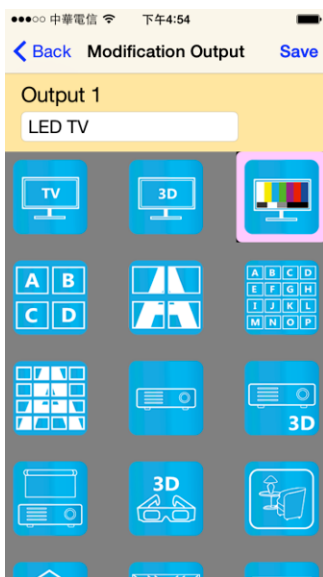 中華電信 下午4:54
Back Modification Output Save
Output 1
LED TV
TV 3D
A B
C D
A B C D
E F G H
I J K L
M N O P
3D
3D